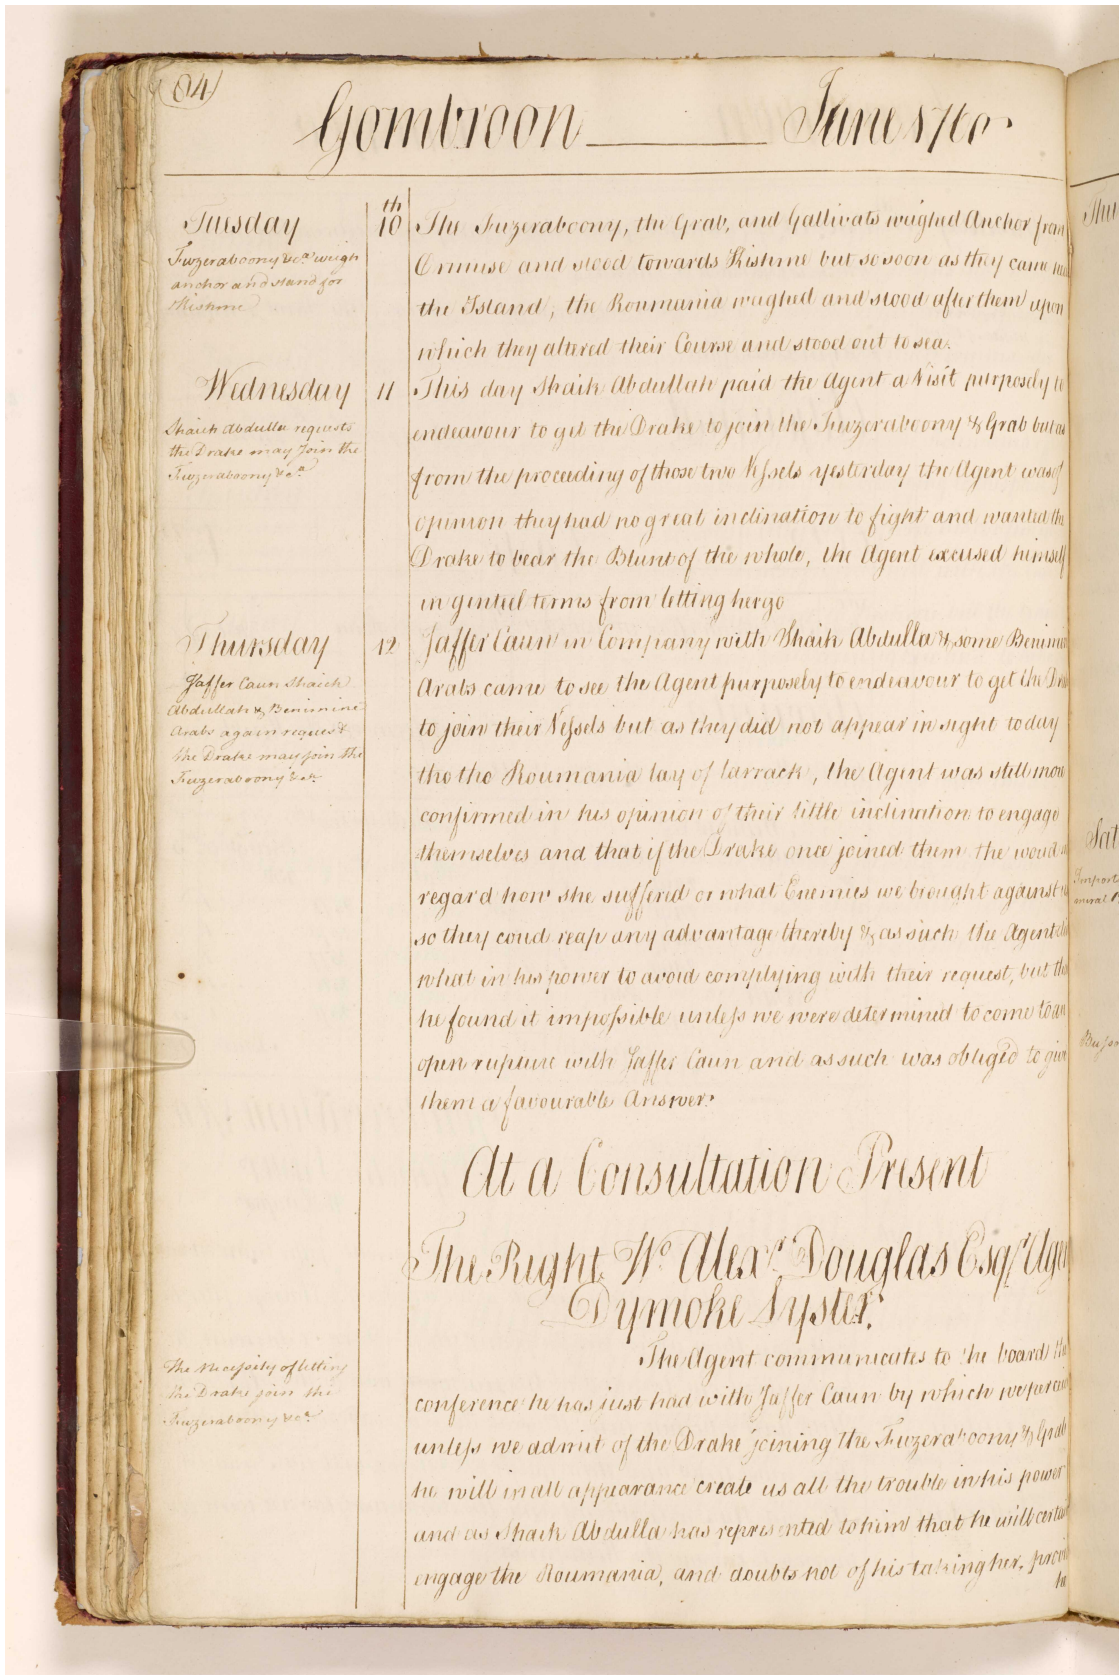 84
Gombroon June 1760.
Tuesday
Fuzeraboony &ca weigh
anchor and stand for
Kishme
10th The Fuzeraboony, the Grab, and Gallivats weighed Anchor from
Ormuse and stood towards Kishme but so soon as they came
the Island, the Roumania weighed and stood after them upon
which they altered their Course and stood out to sea.
Wednesday
Shaick Abdulla requests
the Drake may Join the
Fuzeraboony &ca
11 This day Shaik Abdullah paid the Agent a Visit purposely to
endeavour to get the Drake to join the Fuzeraboony & Grab but as
from the proceeding of those two Vessels yesterday the Agent was of
opinion they had no great inclination to fight and wanted the
Drake to bear the Blunt of the whole, the Agent excused himself
in genteel terms from letting her go
Thursday
Jaffer Caun Shaick
Abdullah & Benimine
Arabs again request
the Drake may join the
Fuzeraboony &ca
12 Jaffer Caun in Company with Shaik Abdulla & some
Arabs came to see the Agent purposely to endeavour to get the
to join their Vessels but as they did not appear in sight today
tho the Roumania lay of Larrack, the Agent was still more
confirmed in his opinion of their little inclination to engage
themselves and that if the Drake once joined them the woud
regard how she suffered or what Enemies we brought against
so they coud reap any advantage thereby & as such the Agent
what in his power to avoid complying with their request, but
he found it impossible unless we were determined to come to an
open rupture with Jaffer Caun and as such was obliged to give
them a favourable Answer.
At a Consultation Present
The Right Wo. Alexr. Douglas Esqr. Agent
Dymoke Lyster.
The Necessity of letting
the Drake join the
Fuzeraboony &ca
The Agent communicates to the board the
conference he has just had with Jaffer Caun by which we
unless we admit of the Drake joining the Fuzeraboony & Grab
he will in all appearance create us all the trouble in his power
and as Shaik Abdulla has represented to him that he will
engage the Roumania, and doubts not of his taking her,